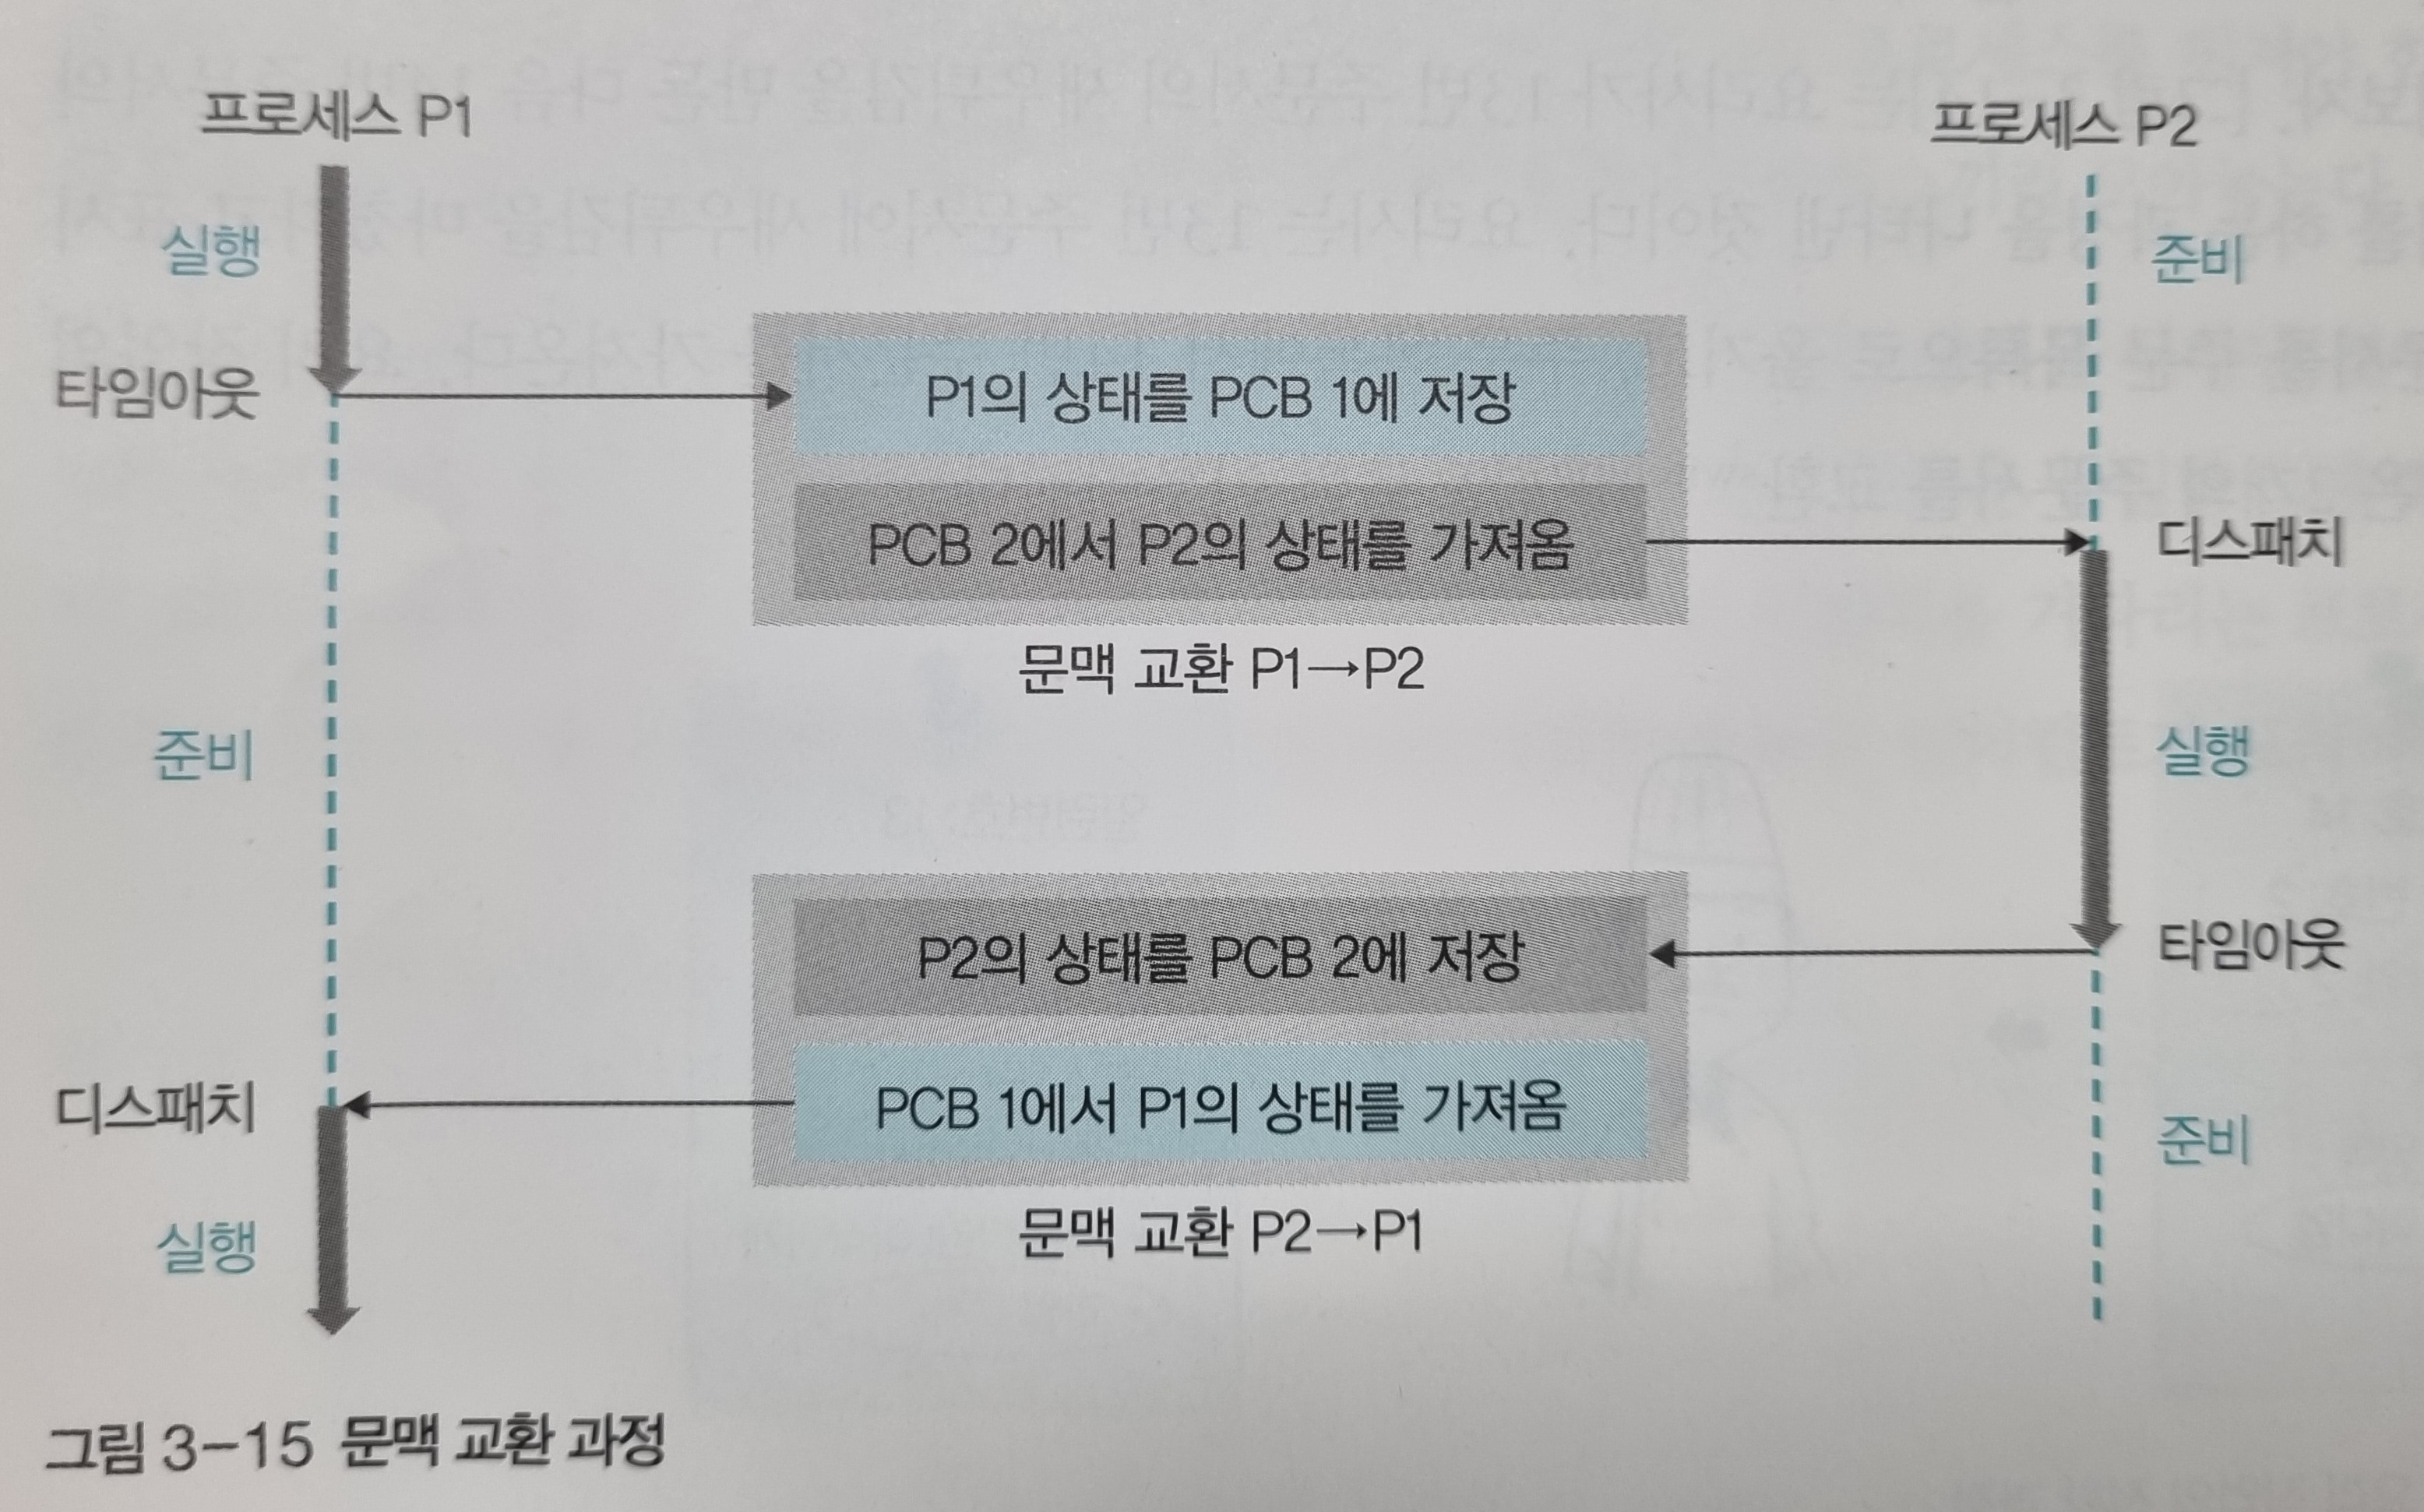 프로세스 P1
프로세스 P2
실행
준비
타임아웃
P1의 상태를 PCB 1에 저장
PCB 2에서 P2의 상태를 가져옴
디스패치
문맥 교환 P1→P2
준비
실행
P2의 상태를 PCB 2에 저장
타임아웃
디스패치
PCB 1에서 P1의 상태를 가져옴
준비
문맥 교환 P2→P1
실행
그림 3-15 문맥 교환 과정